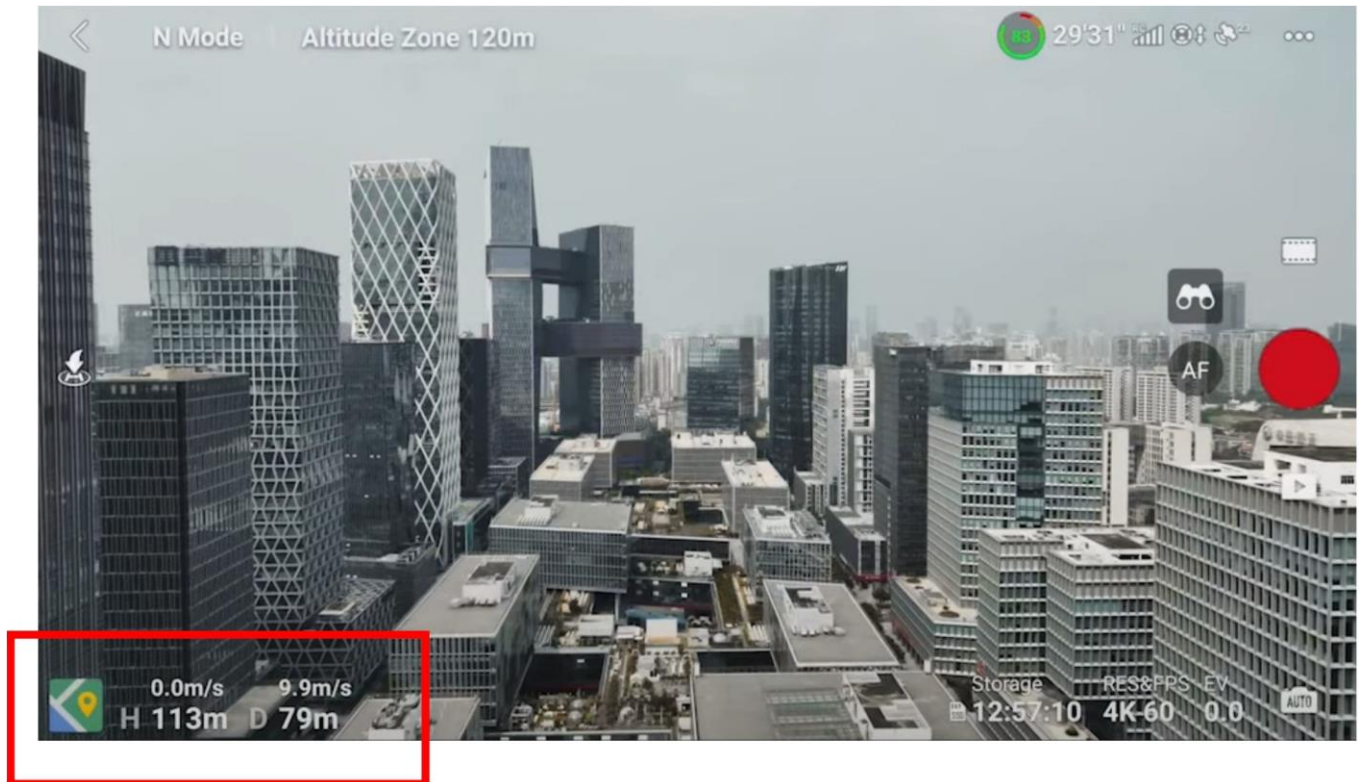 N Mode Altitude Zone 120m
83 29'31"
AF
0.0m/s 9.9m/s
H 113m D 79m
Storage RES&FPS EV
12:57:10 4K-60 0.0
AUTO